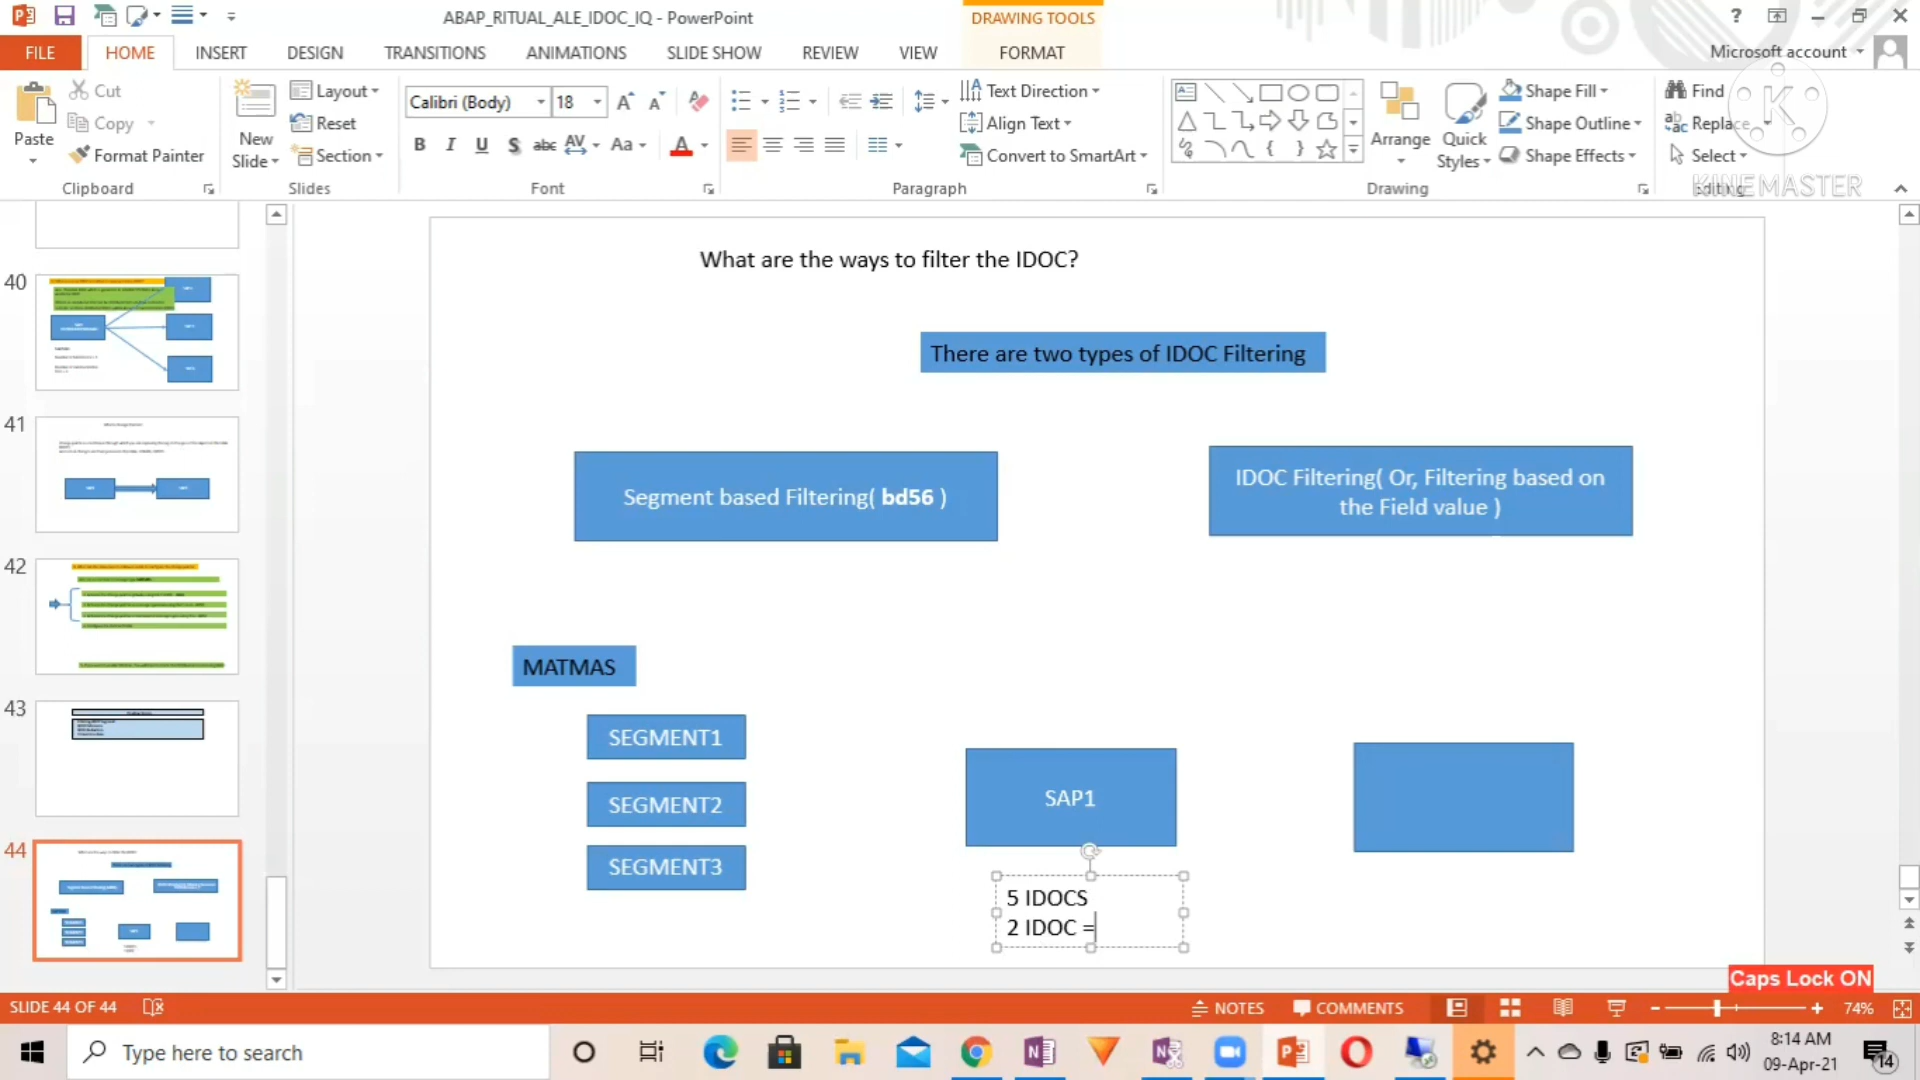 ABAP_RITUAL_ALE_IDOC_IQ - PowerPoint
DRAWING TOOLS
FILE
HOME
INSERT
DESIGN
TRANSITIONS
ANIMATIONS
SLIDE SHOW
REVIEW
VIEW
FORMAT
Microsoft account
Paste
Cut
Copy
Format Painter
Clipboard
New Slide
Layout
Reset
Section
Slides
Calibri (Body)
18
B I U S abc AV Aa A
Font
Text Direction
Align Text
Convert to SmartArt
Paragraph
Arrange
Quick Styles
Shape Fill
Shape Outline
Shape Effects
Drawing
Find
Replace
Select
Editing
K
KINEMASTER
40
41
42
43
44
What are the ways to filter the IDOC?
There are two types of IDOC Filtering
Segment based Filtering( bd56 )
IDOC Filtering( Or, Filtering based on
the Field value )
MATMAS
SEGMENT1
SEGMENT2
SEGMENT3
SAP1
5 IDOCS
2 IDOC =
Caps Lock ON
SLIDE 44 OF 44
NOTES
COMMENTS
74%
Type here to search
8:14 AM
09-Apr-21
14